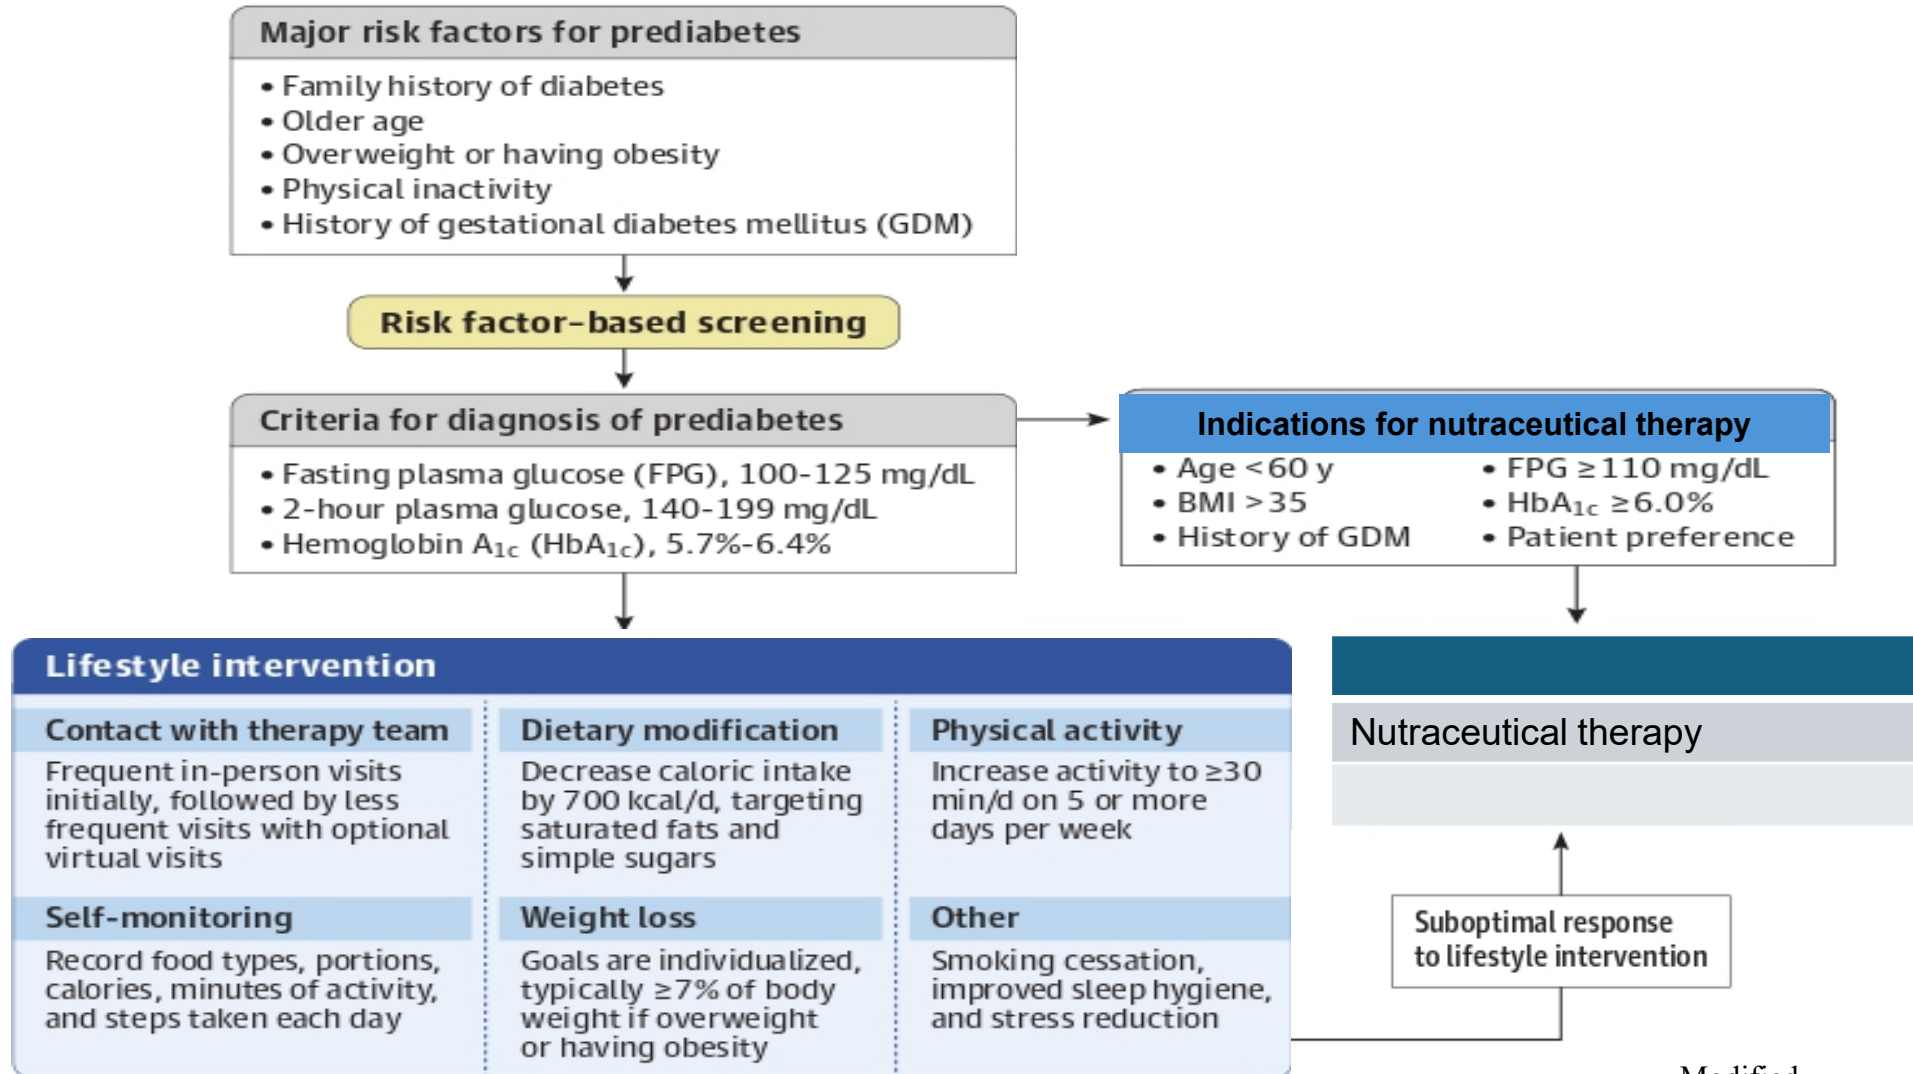 Major risk factors for prediabetes
• Family history of diabetes
• Older age
• Overweight or having obesity
• Physical inactivity
• History of gestational diabetes mellitus (GDM)
Risk factor–based screening
Criteria for diagnosis of prediabetes
• Fasting plasma glucose (FPG), 100-125 mg/dL
• 2-hour plasma glucose, 140-199 mg/dL
• Hemoglobin A1c (HbA1c), 5.7%-6.4%
Indications for nutraceutical therapy
• Age <60 y
• BMI >35
• History of GDM
• FPG ≥110 mg/dL
• HbA1c ≥6.0%
• Patient preference
Lifestyle intervention
Contact with therapy team
Frequent in-person visits
initially, followed by less
frequent visits with optional
virtual visits
Dietary modification
Decrease caloric intake
by 700 kcal/d, targeting
saturated fats and
simple sugars
Physical activity
Increase activity to ≥30
min/d on 5 or more
days per week
Self-monitoring
Record food types, portions,
calories, minutes of activity,
and steps taken each day
Weight loss
Goals are individualized,
typically ≥7% of body
weight if overweight
or having obesity
Other
Smoking cessation,
improved sleep hygiene,
and stress reduction
Nutraceutical therapy
Suboptimal response
to lifestyle intervention
Modified